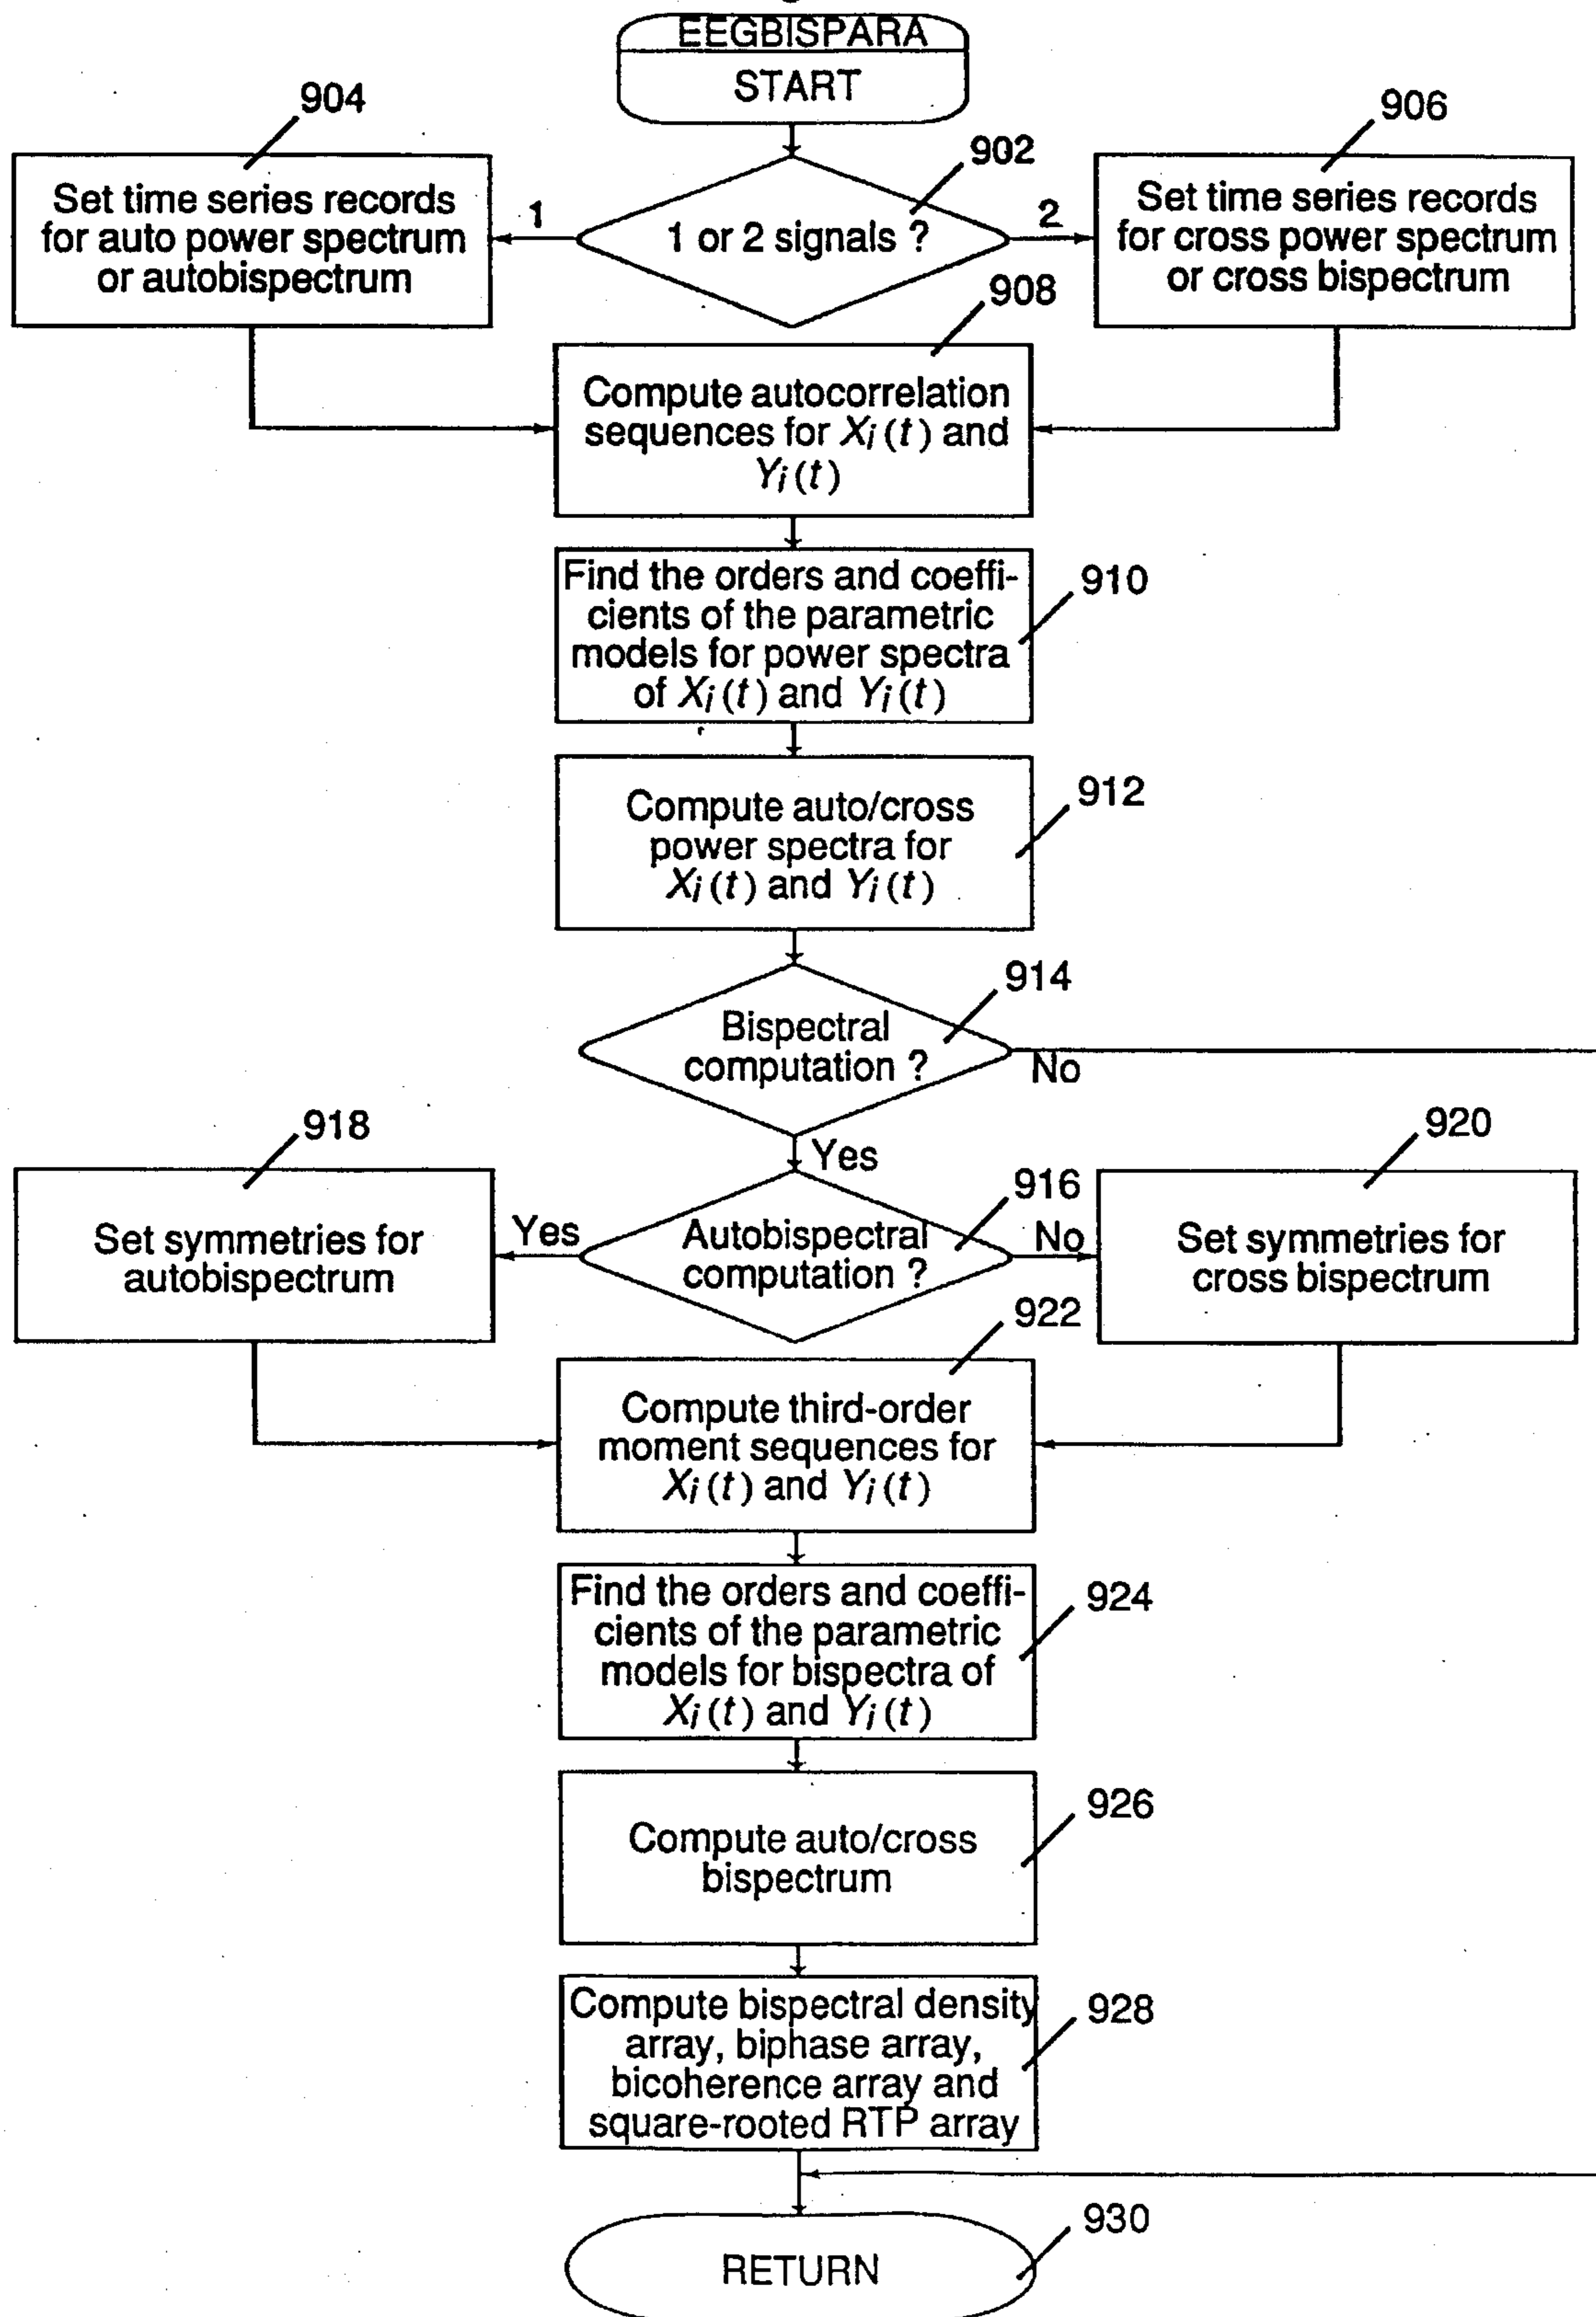 EEGBISPARA
START
904
902
906
Set time series records
for auto power spectrum
or autobispectrum
1
1 or 2 signals ?
2
Set time series records
for cross power spectrum
or cross bispectrum
908
Compute autocorrelation
sequences for Xi(t) and
Yi(t)
Find the orders and coeffi-
cients of the parametric
models for power spectra
of Xi(t) and Yi(t)
910
Compute auto/cross
power spectra for
Xi(t) and Yi(t)
912
914
Bispectral
computation ?
No
Yes
918
916
920
Set symmetries for
autobispectrum
Yes
Autobispectral
computation ?
No
Set symmetries for
cross bispectrum
922
Compute third-order
moment sequences for
Xi(t) and Yi(t)
Find the orders and coeffi-
cients of the parametric
models for bispectra of
Xi(t) and Yi(t)
924
Compute auto/cross
bispectrum
926
Compute bispectral density
array, biphase array,
bicoherence array and
square-rooted RTP array
928
RETURN
930